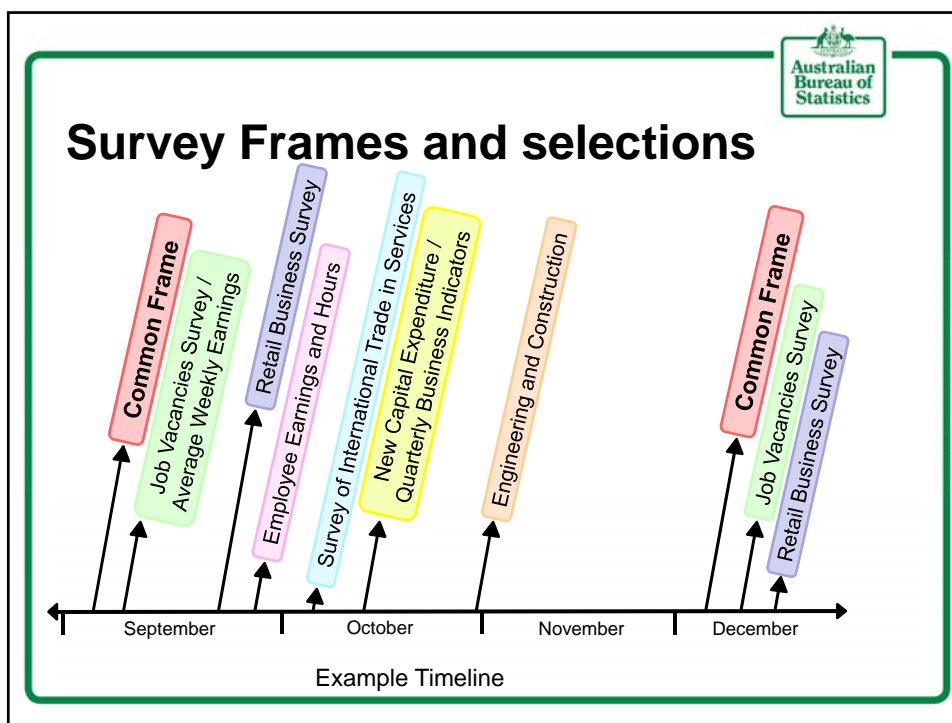 Australian
Bureau of
Statistics
Survey Frames and selections
Common Frame
Job Vacancies Survey /
Average Weekly Earnings
Retail Business Survey
Employee Earnings and Hours
Survey of International Trade in Services
New Capital Expenditure /
Quarterly Business Indicators
Engineering and Construction
Common Frame
Job Vacancies Survey
Retail Business Survey
September
October
November
December
Example Timeline